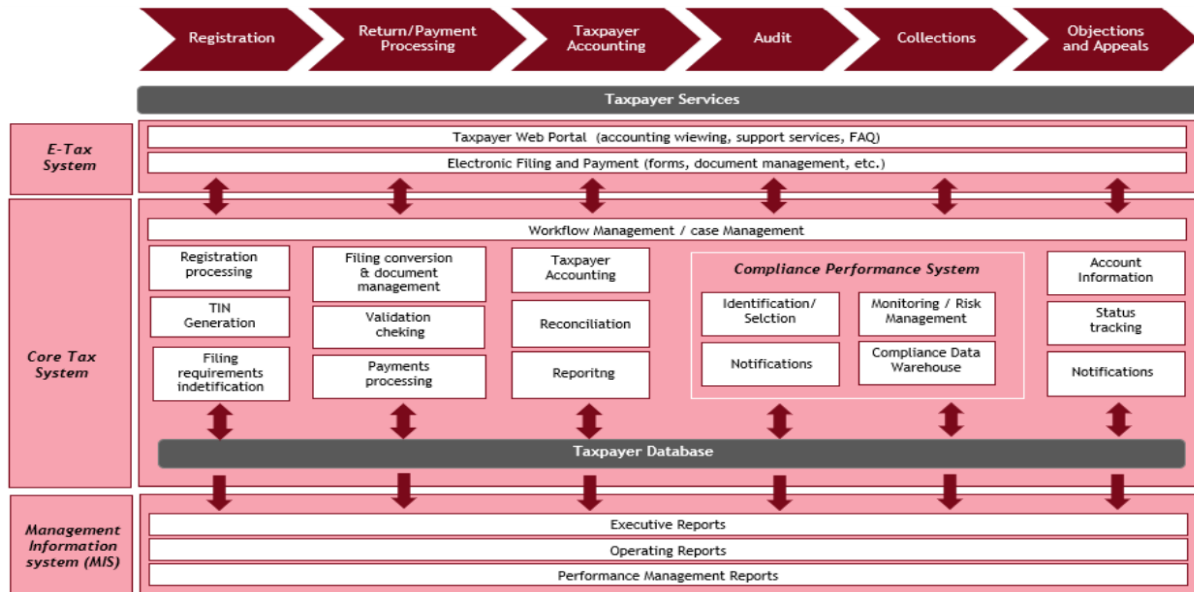 Registration
Return/Payment
Processing
Taxpayer
Accounting
Audit
Collections
Objections
and Appeals
Taxpayer Services
E-Tax
System
Taxpayer Web Portal (accounting wiewing, support services, FAQ)
Electronic Filing and Payment (forms, document management, etc.)
Core Tax
System
Workflow Management / case Management
Registration
processing
TIN
Generation
Filing
requirements
indetification
Filing conversion
& document
management
Validation
cheking
Payments
processing
Taxpayer
Accounting
Reconciliation
Reporitng
Compliance Performance System
Identification/
Selction
Notifications
Monitoring / Risk
Management
Compliance Data
Warehouse
Account
Information
Status
tracking
Notifications
Taxpayer Database
Management
Information
system (MIS)
Executive Reports
Operating Reports
Performance Management Reports